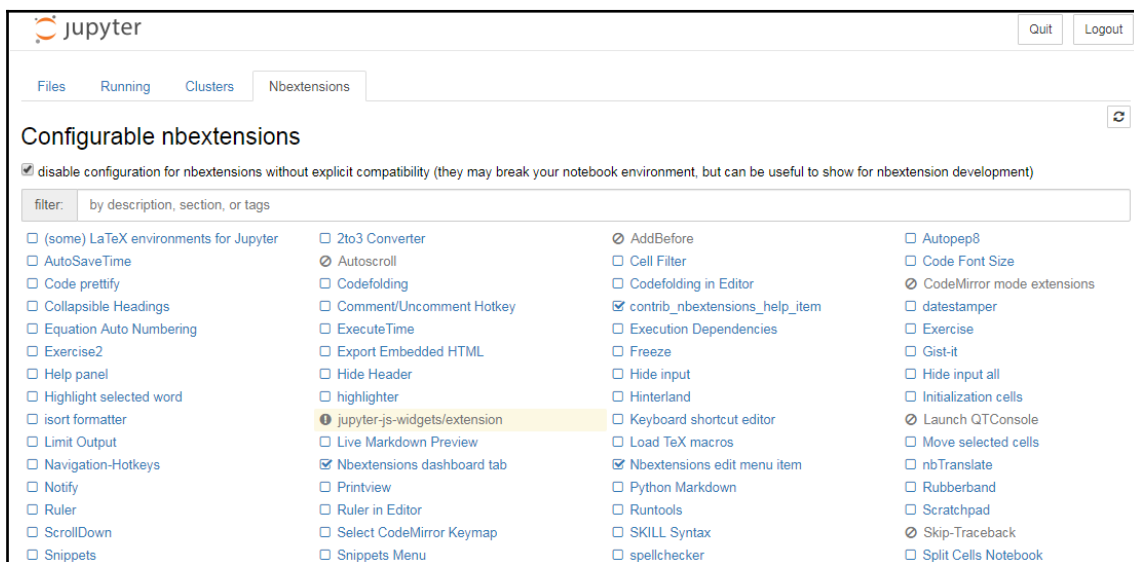 jupyter
Quit Logout
Files Running Clusters Nbextensions
Configurable nbextensions
disable configuration for nbextensions without explicit compatibility (they may break your notebook environment, but can be useful to show for nbextension development)
filter: by description, section, or tags
(some) LaTeX environments for Jupyter 2to3 Converter AddBefore Autopep8
AutoSaveTime Autoscroll Cell Filter Code Font Size
Code prettify Codefolding Codefolding in Editor CodeMirror mode extensions
Collapsible Headings Comment/Uncomment Hotkey contrib_nbextensions_help_item datestamper
Equation Auto Numbering ExecuteTime Execution Dependencies Exercise
Exercise2 Export Embedded HTML Freeze Gist-it
Help panel Hide Header Hide input Hide input all
Highlight selected word highlighter Hinterland Initialization cells
isort formatter jupyter-js-widgets/extension Keyboard shortcut editor Launch QTConsole
Limit Output Live Markdown Preview Load TeX macros Move selected cells
Navigation-Hotkeys Nbextensions dashboard tab Nbextensions edit menu item nbTranslate
Notify Printview Python Markdown Rubberband
Ruler Ruler in Editor Runtools Scratchpad
ScrollDown Select CodeMirror Keymap SKILL Syntax Skip-Traceback
Snippets Snippets Menu spellchecker Split Cells Notebook